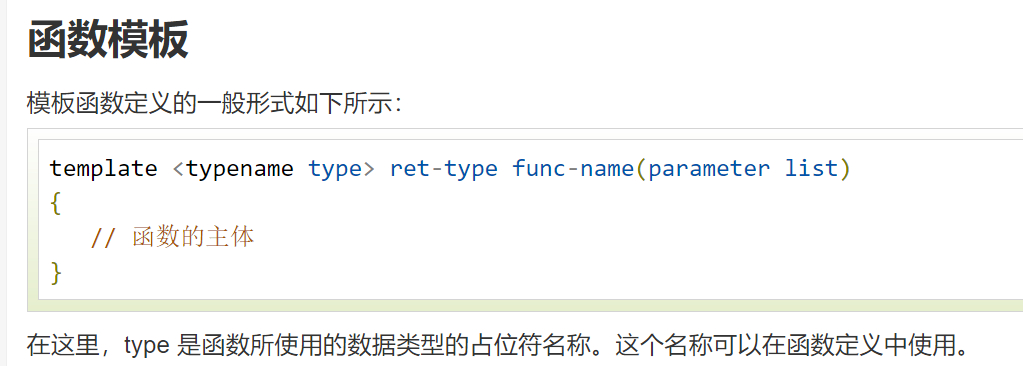 函数模板
模板函数定义的一般形式如下所示：
template <typename type> ret-type func-name(parameter list)
{
   // 函数的主体
}
在这里，type 是函数所使用的数据类型的占位符名称。这个名称可以在函数定义中使用。